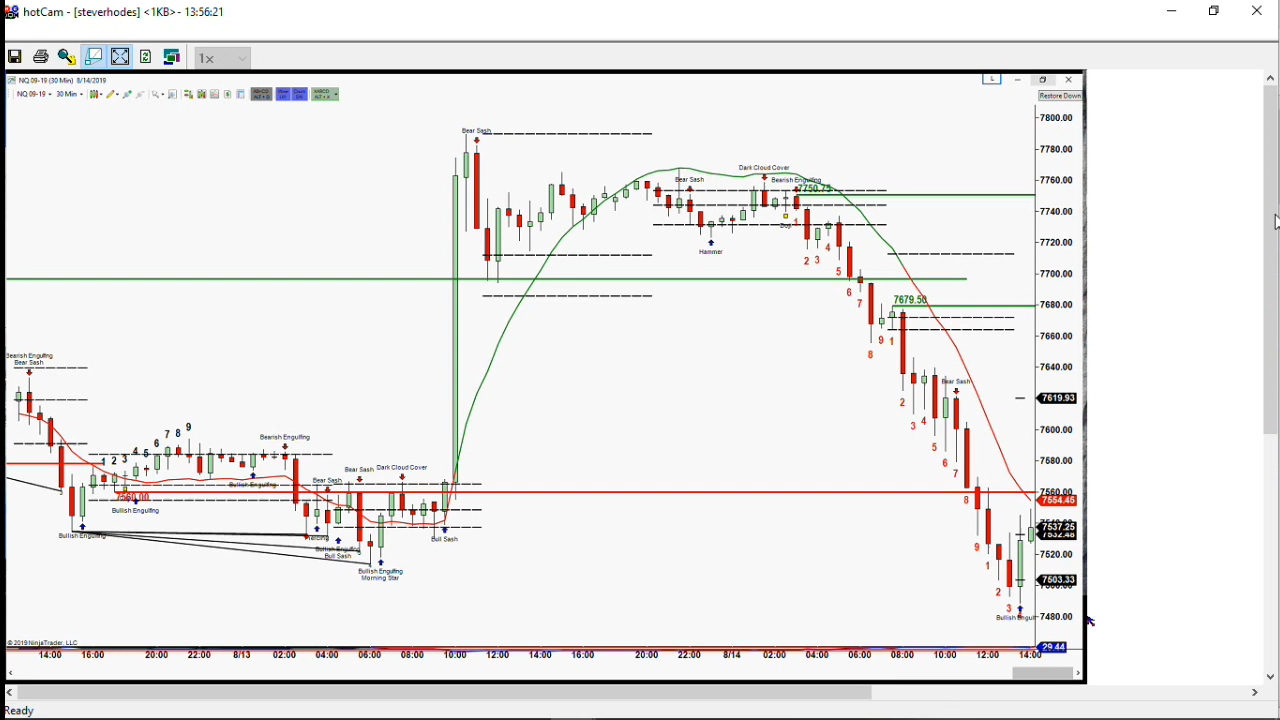 hotCam - [steverhodes] <1KB> - 13:56:21
1x
NQ 09-19 (30 Min) 8/14/2019
L
NQ 09-19
30 Min
Restore Down
7800.00
7780.00
7760.00
7740.00
7720.00
7700.00
7680.00
7660.00
7640.00
7619.93
7600.00
7580.00
7560.00
7554.45
7537.25
7520.00
7503.33
7480.00
29.44
Bear Sash
Dark Cloud Cover
Bear Sash
Bearish Engulfing
7750.75
Hammer
1
2 3 4 5 6 7 8 9
7679.50
1 2 3 4 5 6 7 8 9
Bear Sash
1 2 3
Bullish Engulf
Bearish Engulfing
Bear Sash
1 2 3 4 5 6 7 8 9
7560.00
Bullish Engulfing
Bullish Engulfing
Bullish Engulfing
Bearish Engulfing
Bear Sash
Bear Sash
Dark Cloud Cover
Bullish Engulfing
Bull Sash
Bullish Engulfing
Morning Star
Bull Sash
© 2019 NinjaTrader, LLC
14:00 16:00 20:00 22:00 8/13 02:00 04:00 06:00 08:00 10:00 12:00 14:00 16:00 20:00 22:00 8/14 02:00 04:00 06:00 08:00 10:00 12:00 14:00
Ready